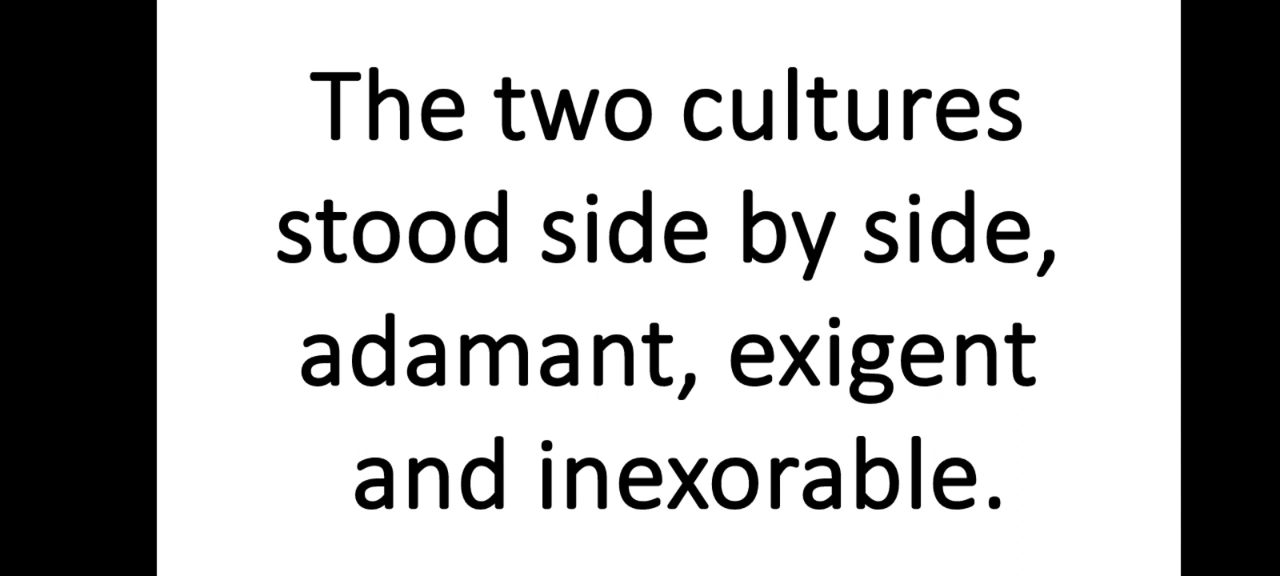 The two cultures
stood side by side,
adamant, exigent
and inexorable.